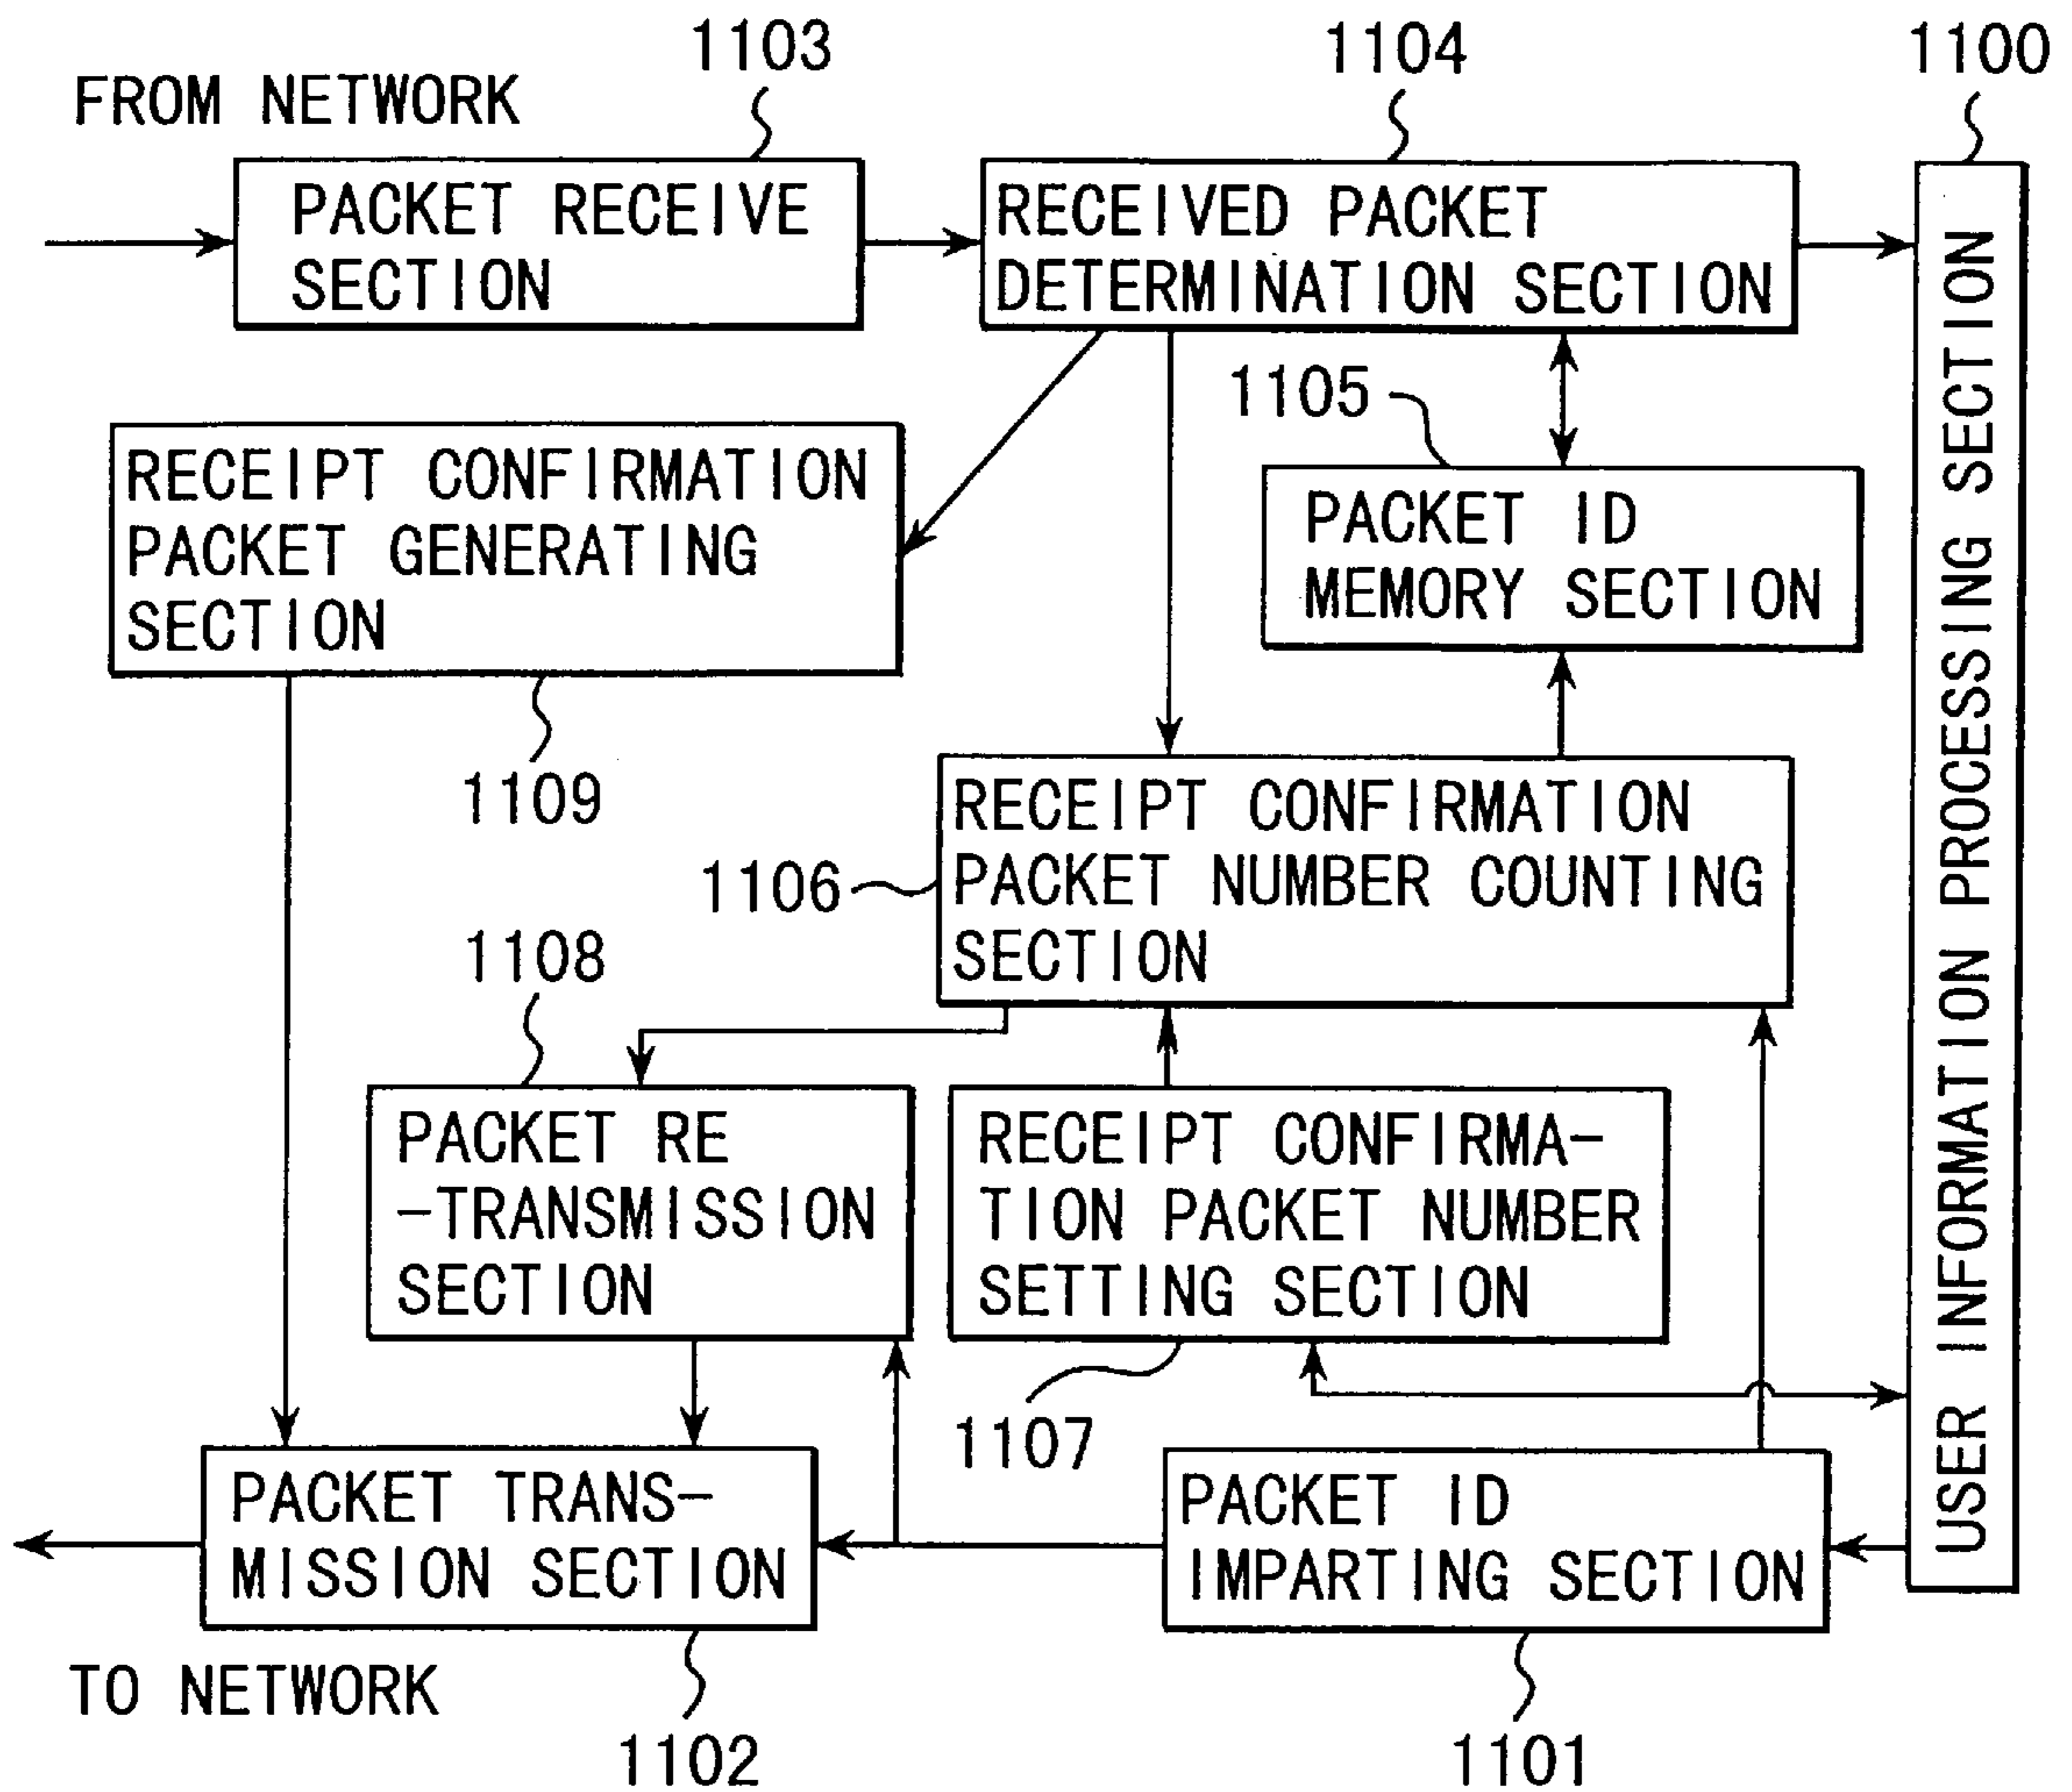 1103
1104
1100
FROM NETWORK
PACKET RECEIVE
SECTION
RECEIVED PACKET
DETERMINATION SECTION
USER INFORMATION PROCESSING SECTION
1105
RECEIPT CONFIRMATION
PACKET GENERATING
SECTION
PACKET ID
MEMORY SECTION
1109
RECEIPT CONFIRMATION
PACKET NUMBER COUNTING
SECTION
1106
1108
PACKET RE
-TRANSMISSION
SECTION
RECEIPT CONFIRMA-
TION PACKET NUMBER
SETTING SECTION
1107
PACKET TRANS-
MISSION SECTION
PACKET ID
IMPARTING SECTION
TO NETWORK
1102
1101